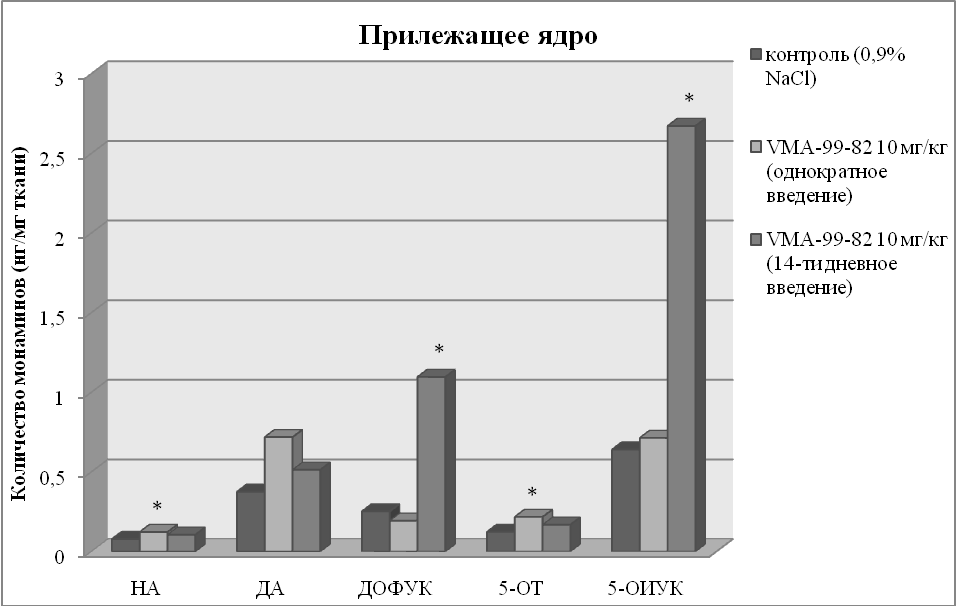 Прилежащее ядро
Количество монаминов (нг/мг ткани)
3
2,5
2
1,5
1
0,5
0
*
*
*
*
НА
ДА
ДОФУК
5-ОТ
5-ОИУК
контроль (0,9%
NaCl)
VMA-99-82 10 мг/кг
(однократное
введение)
VMA-99-82 10 мг/кг
(14-ти дневное
введение)